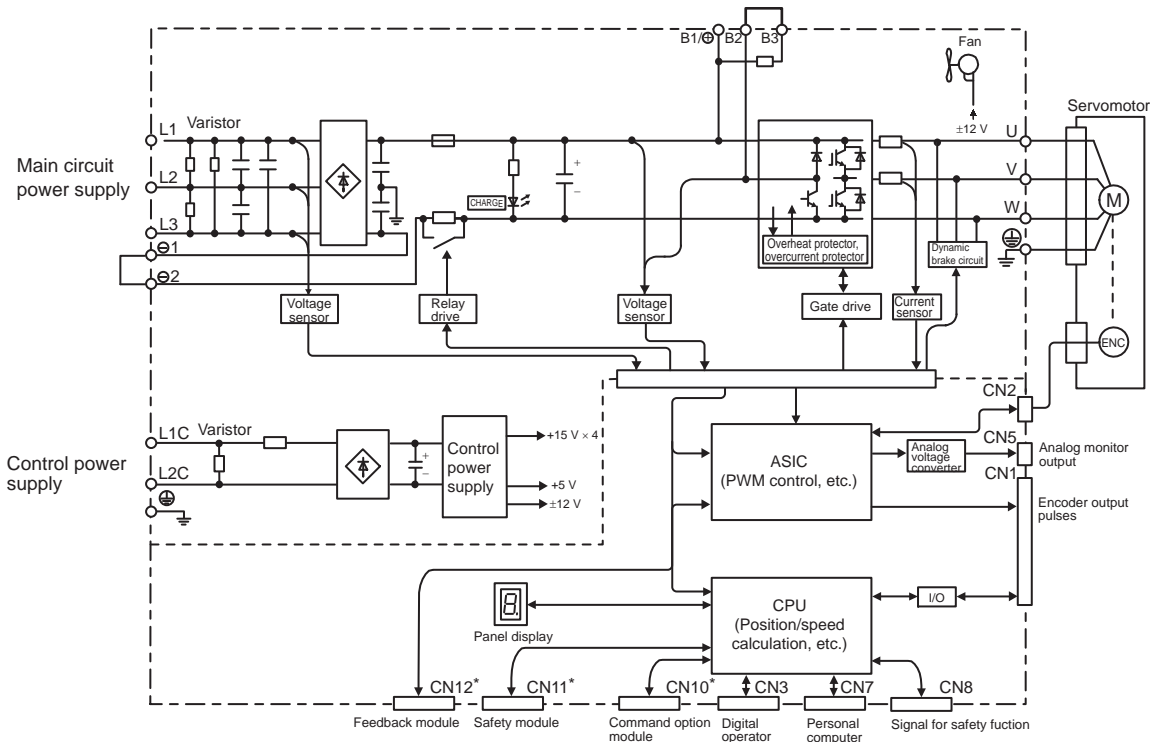 B1/⊕ B2 B3
Fan
±12 V
Servomotor
Main circuit
power supply
L1
Varistor
L2
L3
⊖1
⊖2
CHARGE
+
–
Overheat protector,
overcurrent protector
U
V
W
M
Dynamic
brake circuit
Voltage
sensor
Relay
drive
Voltage
sensor
Gate drive
Current
sensor
ENC
Control power
supply
L1C
Varistor
L2C
+
–
Control
power
supply
+15 V × 4
+5 V
±12 V
ASIC
(PWM control, etc.)
Analog
voltage
converter
CN2
CN5
Analog monitor
output
CN1
Encoder output
pulses
8.
Panel display
CPU
(Position/speed
calculation, etc.)
I/O
CN12*
CN11*
CN10*
CN3
CN7
CN8
Feedback module
Safety module
Command option
module
Digital
operator
Personal
computer
Signal for safety fuction